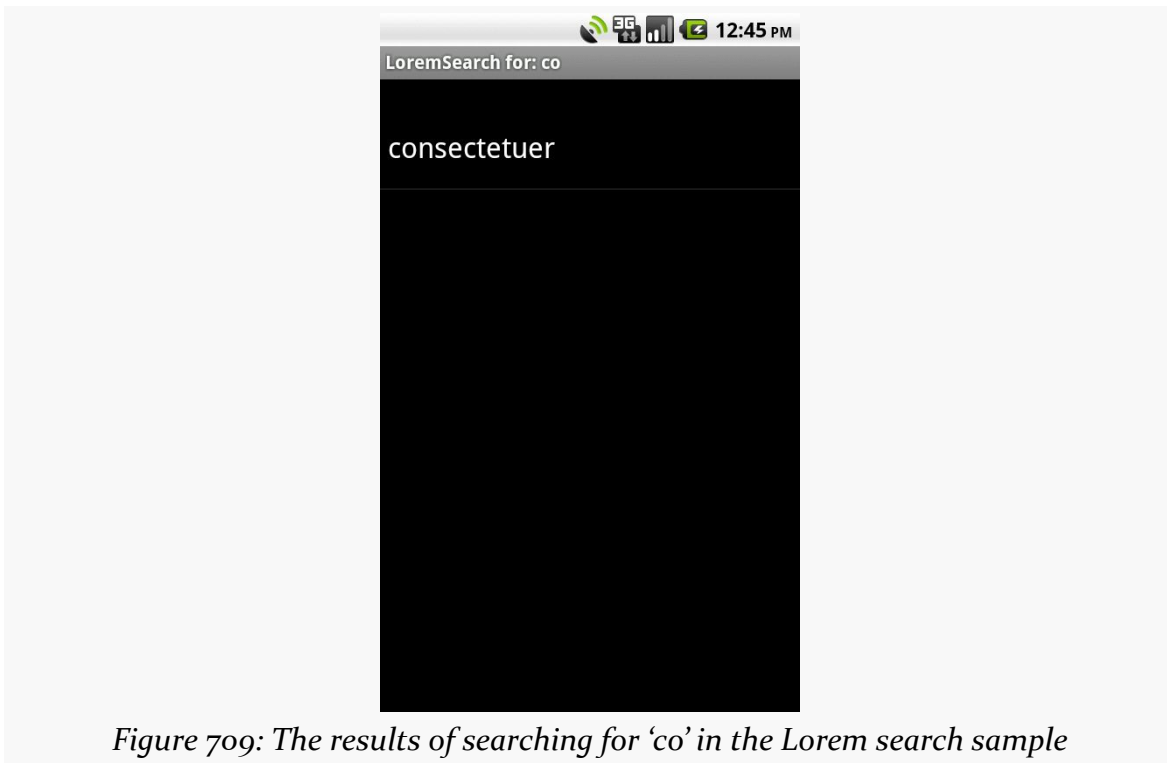 3G 12:45 PM
LoremSearch for: co
consectetuer
Figure 709: The results of searching for ‘co’ in the Lorem search sample